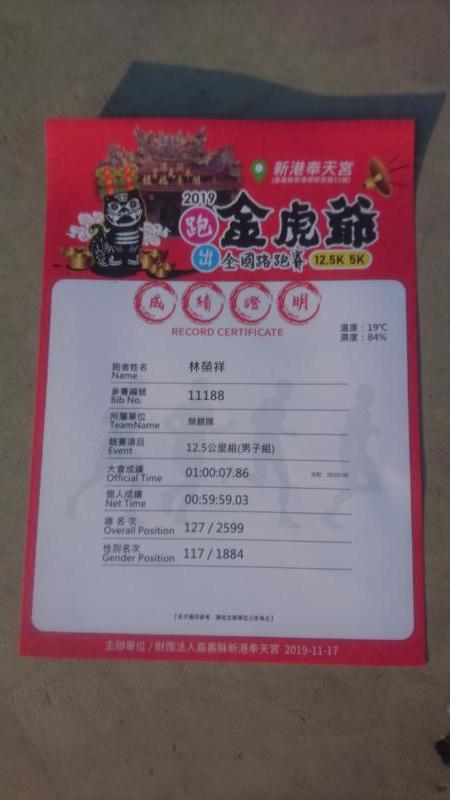 新港奉天宮
2019
跑出
金虎爺
全國路跑賽 12.5K 5K
成績證明
RECORD CERTIFICATE
溫度：19℃
濕度：84%
跑者姓名 林榮祥
Name
參賽編號 11188
Bib No.
所屬單位
TeamName
競賽項目 12.5公里組(男子組)
Event
大會成績 01:00:07.86
Official Time
個人成績 00:59:59.03
Net Time
總名次 127 / 2599
Overall Position
性別名次 117 / 1884
Gender Position
主辦單位 / 財團法人嘉義縣新港奉天宮 2019-11-17